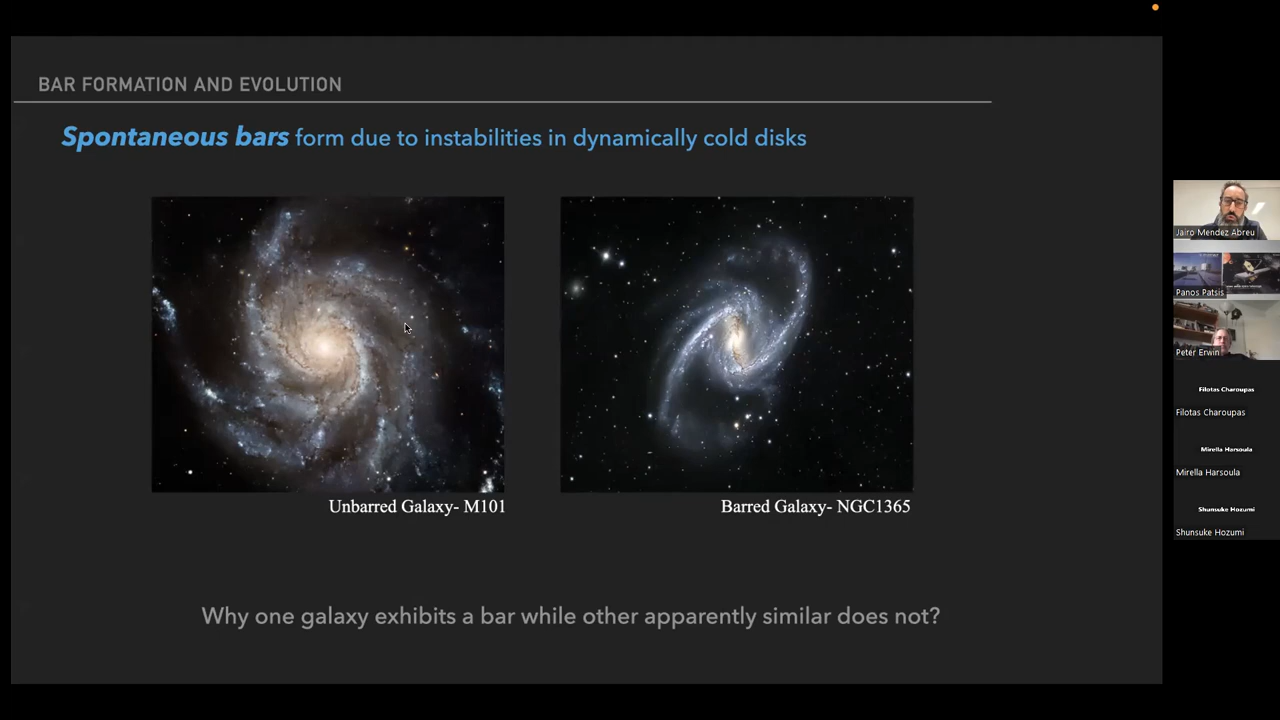 BAR FORMATION AND EVOLUTION
Spontaneous bars form due to instabilities in dynamically cold disks
Unbarred Galaxy- M101
Barred Galaxy- NGC1365
Why one galaxy exhibits a bar while other apparently similar does not?
Jairo Mendez Abreu
Panos Patsis
Peter Erwin
Filotas Charoupas
Filotas Charoupas
Mirella Harsoula
Mirella Harsoula
Shunsuke Hozumi
Shunsuke Hozumi